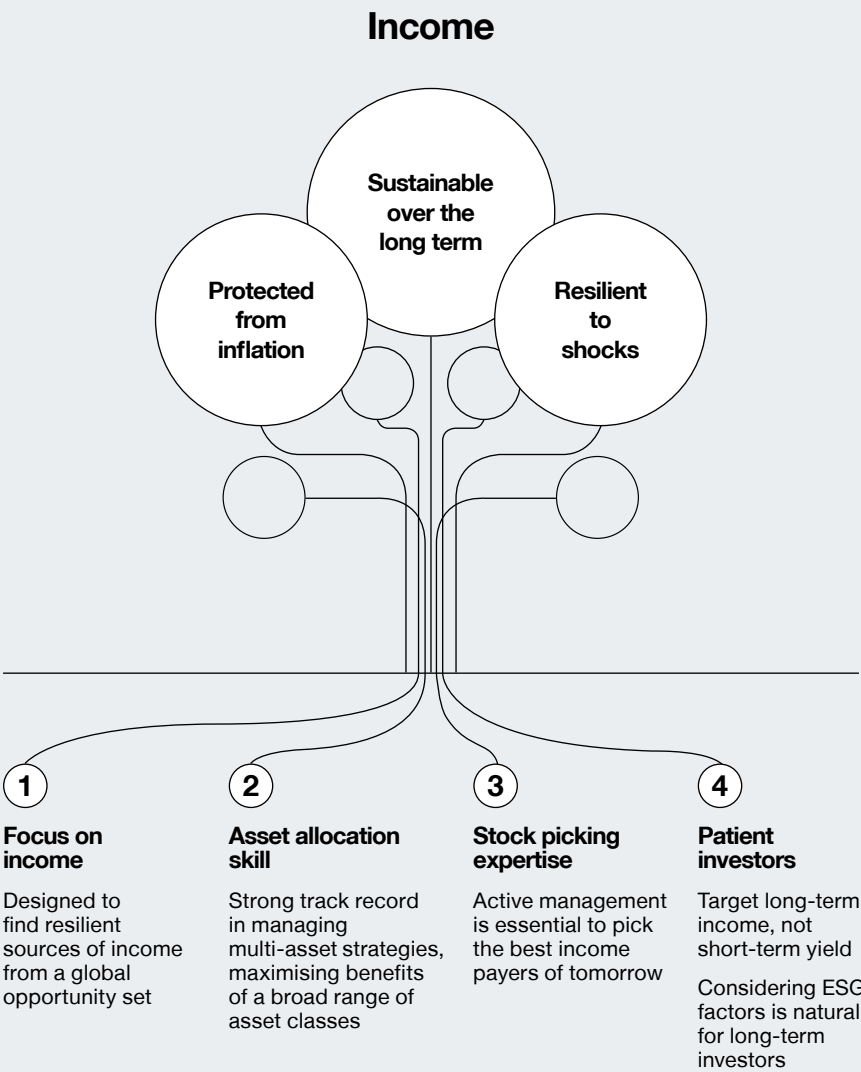 Income
Sustainable
over the
long term
Protected
from
inflation
Resilient
to
shocks
1
Focus on
income
Designed to
find resilient
sources of income
from a global
opportunity set
2
Asset allocation
skill
Strong track record
in managing
multi-asset strategies,
maximising benefits
of a broad range of
asset classes
3
Stock picking
expertise
Active management
is essential to pick
the best income
payers of tomorrow
4
Patient
investors
Target long-term
income, not
short-term yield
Considering ESG
factors is natural
for long-term
investors